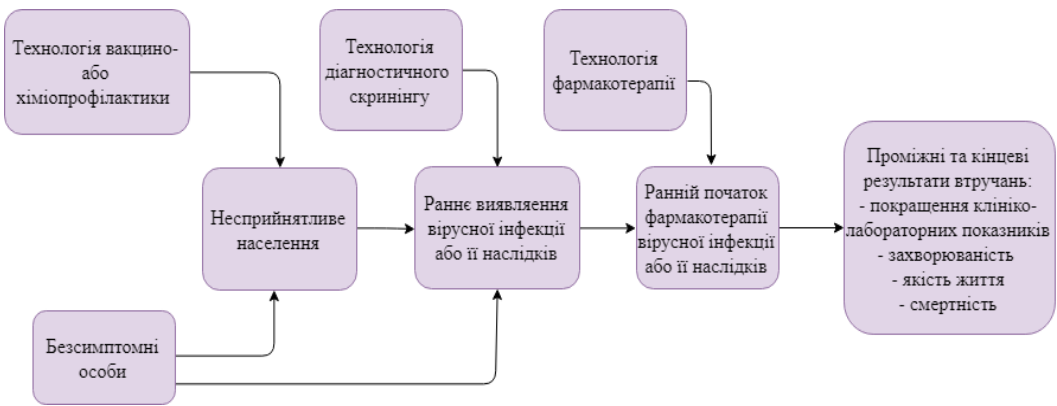 Технологія вакцино-
або
хіміопрофілактики
Технологія
діагностичного
скринінгу
Технологія
фармакотерапії
Несприйнятливе
населення
Раннє виявляення
вірусної інфекції
або її наслідків
Ранній початок
фармакотерапії
вірусної інфекції
або її наслідків
Проміжні та кінцеві
результати втручань:
- покращення клініко-
лабораторних показників
- захворюваність
- якість життя
- смертність
Безсимптомні
особи